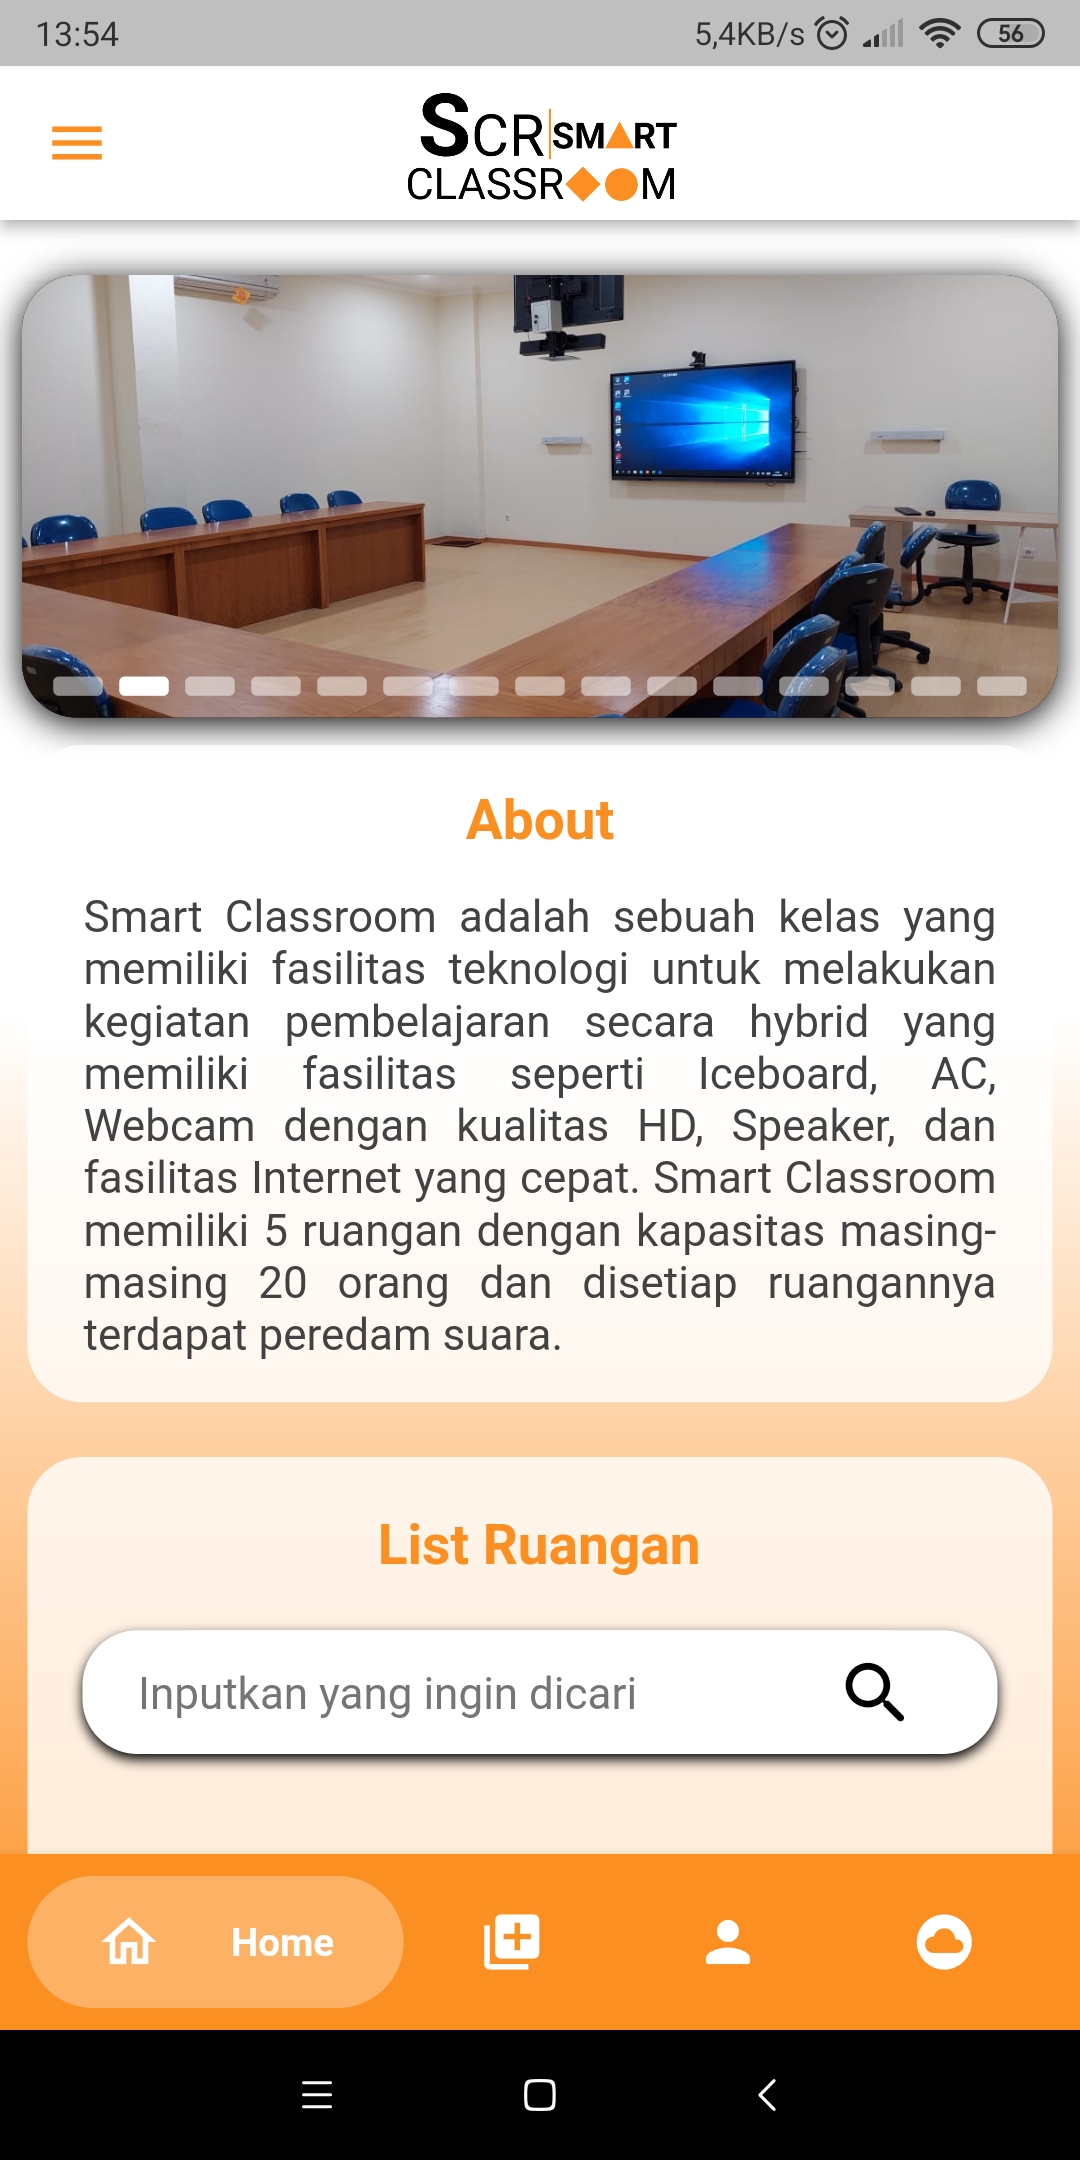 13:54 5,4KB/s 56
SCR SMART
CLASSROOM
About
Smart Classroom adalah sebuah kelas yang
memiliki fasilitas teknologi untuk melakukan
kegiatan pembelajaran secara hybrid yang
memiliki fasilitas seperti Iceboard, AC,
Webcam dengan kualitas HD, Speaker, dan
fasilitas Internet yang cepat. Smart Classroom
memiliki 5 ruangan dengan kapasitas masing-
masing 20 orang dan disetiap ruangannya
terdapat peredam suara.
List Ruangan
Inputkan yang ingin dicari
Home